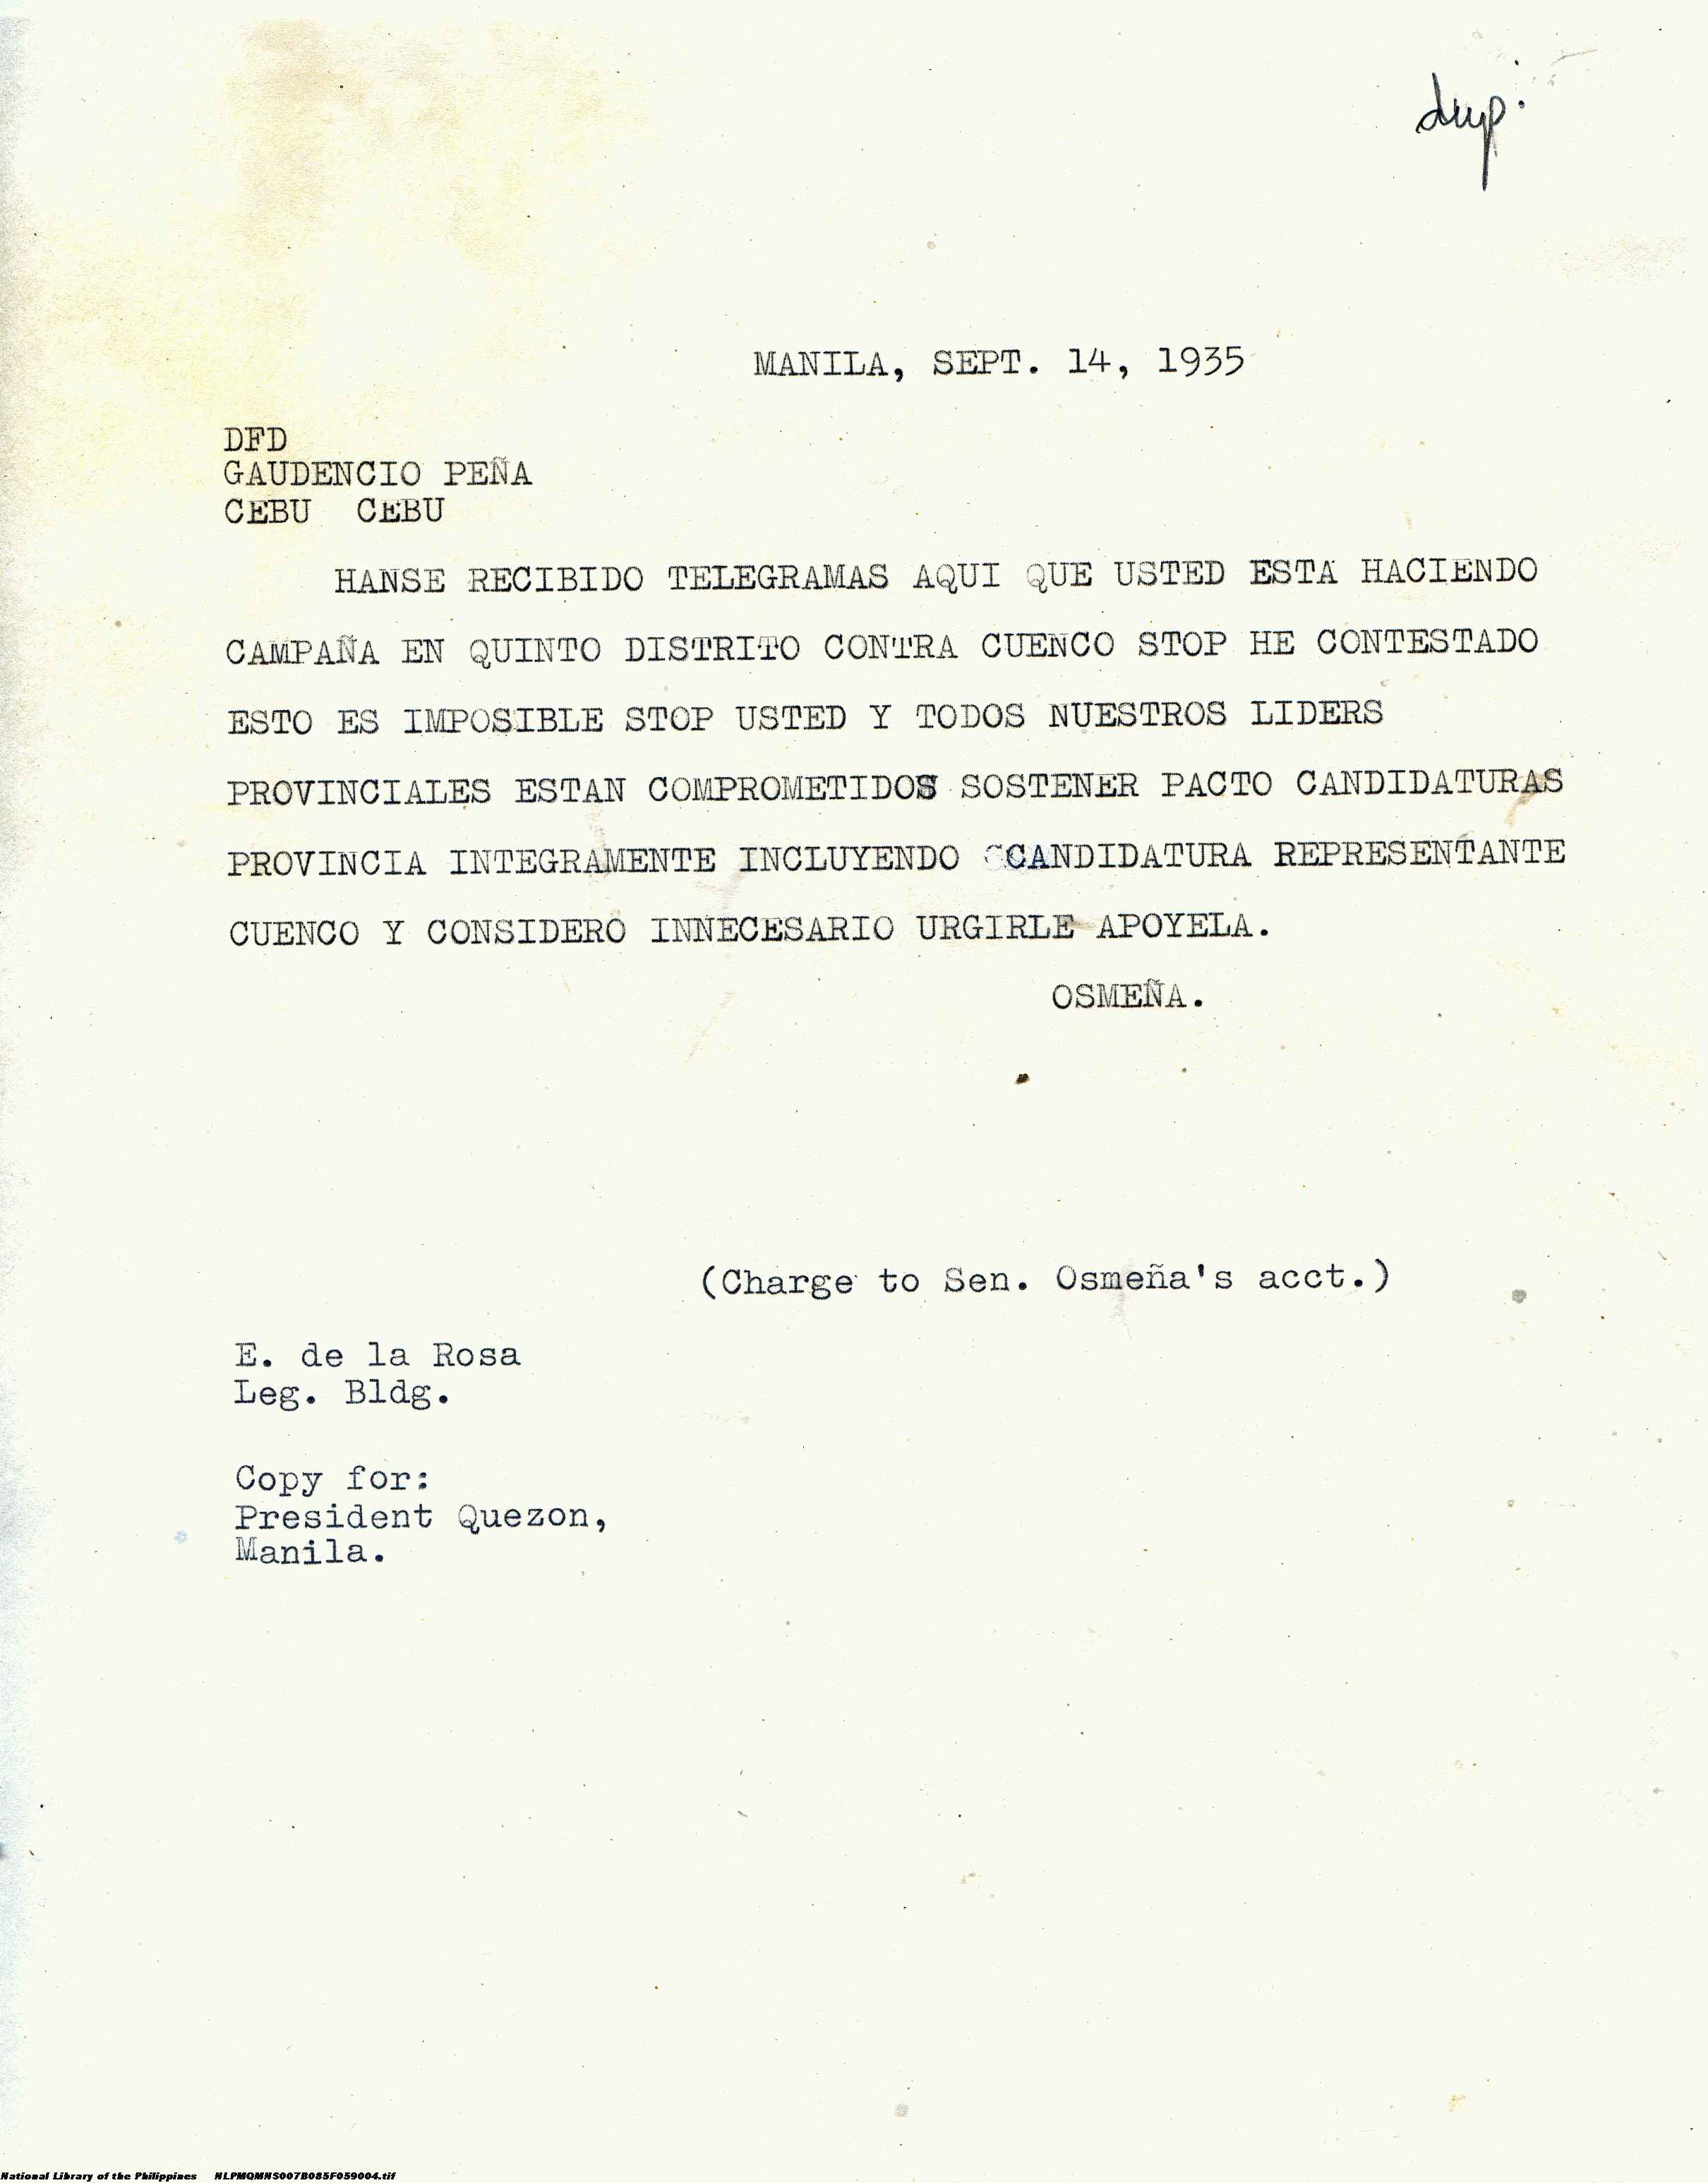 dup.
MANILA, SEPT. 14, 1935
DFD
GAUDENCIO PEÑA
CEBU CEBU
HANSE RECIBIDO TELEGRAMAS AQUI QUE USTED ESTA HACIENDO
CAMPAÑA EN QUINTO DISTRITO CONTRA CUENCO STOP HE CONTESTADO
ESTO ES IMPOSIBLE STOP USTED Y TODOS NUESTROS LIDERS
PROVINCIALES ESTAN COMPROMETIDOS SOSTENER PACTO CANDIDATURAS
PROVINCIA INTEGRAMENTE INCLUYENDO CCANDIDATURA REPRESENTANTE
CUENCO Y CONSIDERO INNECESARIO URGIRLE APOYELA.
OSMEÑA.
(Charge to Sen. Osmeña's acct.)
E. de la Rosa
Leg. Bldg.
Copy for:
President Quezon,
Manila.
National Library of the Philippines NLPMQMNS007B085F059004.tif